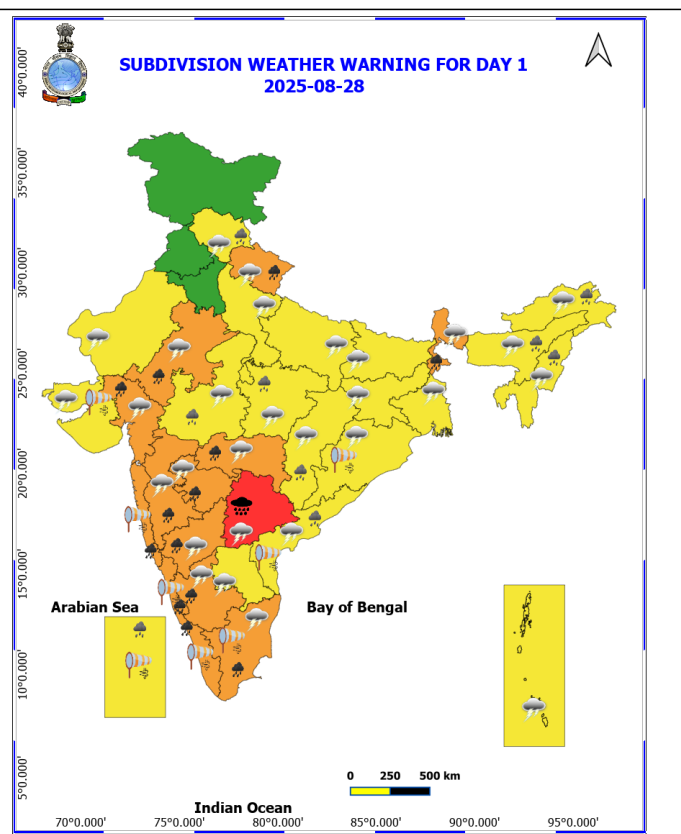 SUBDIVISION WEATHER WARNING FOR DAY 1
2025-08-28
40°0.000'
35°0.000'
30°0.000'
25°0.000'
20°0.000'
15°0.000'
10°0.000'
5°0.000'
Arabian Sea
Bay of Bengal
0 250 500 km
Indian Ocean
70°0.000' 75°0.000' 80°0.000' 85°0.000' 90°0.000' 95°0.000'